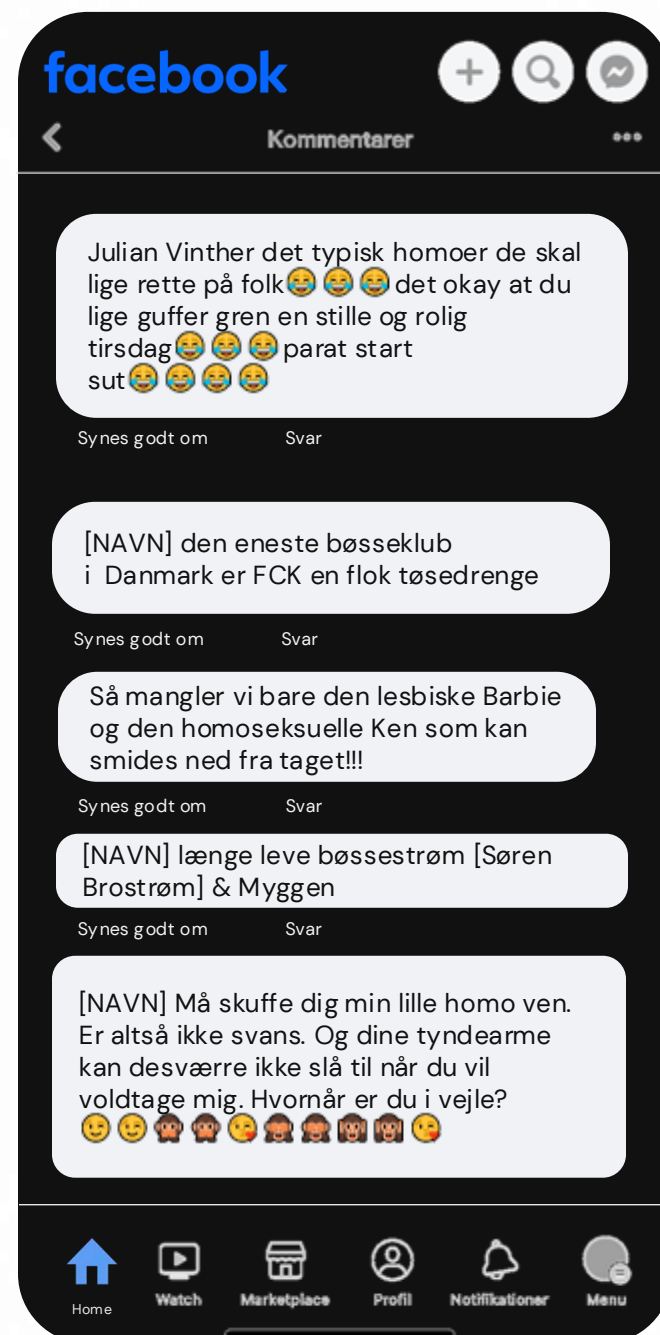 facebook
Kommentarer
Julian Vinther det typisk homoer de skal
lige rette på folk😂😂😂det okay at du
lige guffer gren en stille og rolig
tirsdag😂😂😂parat start
sut😂😂😂😂
Synes godt om Svar
[NAVN] den eneste bøsseklub
i Danmark er FCK en flok tøsedrenge
Synes godt om Svar
Så mangler vi bare den lesbiske Barbie
og den homoseksuelle Ken som kan
smides ned fra taget!!!
Synes godt om Svar
[NAVN] længe leve bøssestrøm [Søren
Brostrøm] & Myggen
Synes godt om Svar
[NAVN] Må skuffe dig min lille homo ven.
Er altså ikke svans. Og dine tyndearme
kan desværre ikke slå til når du vil
voldtage mig. Hvornår er du i vejle?
😉😉🙊🙊😘🙈🙈🙉🙉😘
Home Watch Marketplace Profil Notifikationer Menu